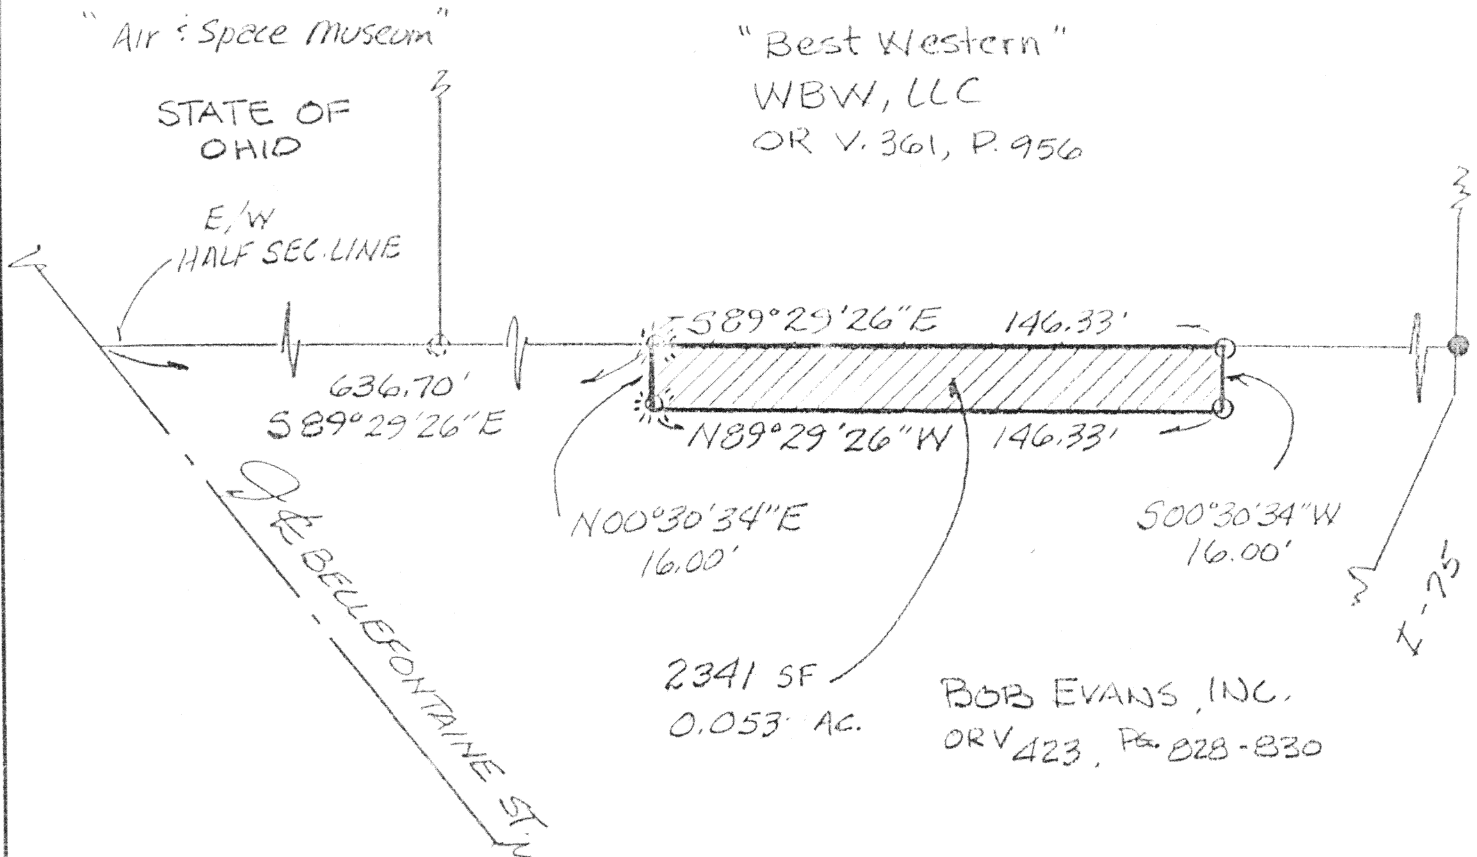 "Air & Space Museum"
STATE OF
OHIO
E/W
HALF SEC. LINE
"Best Western"
WBW, LLC
OR V. 361, P. 956
S89°29'26"E 146.33'
636.70'
S89°29'26"E
N89°29'26"W 146.33'
N00°30'34"E
16.00'
S00°30'34"W
16.00'
I-75
℄ BELLEFONTAINE ST.
2341 SF
0.053 AC.
BOB EVANS, INC.
OR V 423, PG. 828-830